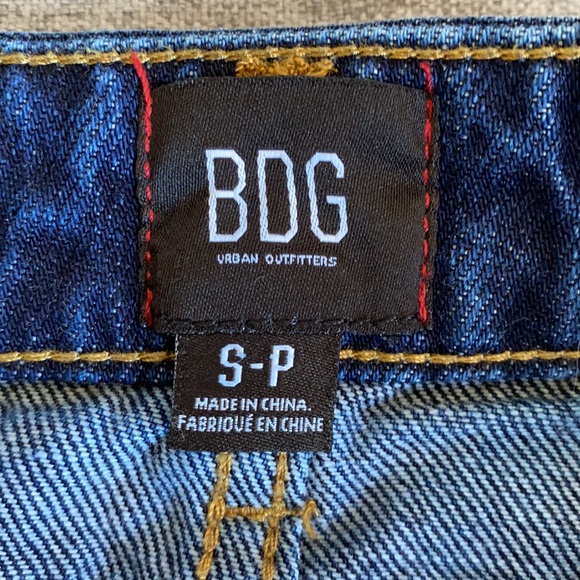 BDG
URBAN OUTFITTERS
S-P
MADE IN CHINA.
FABRIQUÉ EN CHINE